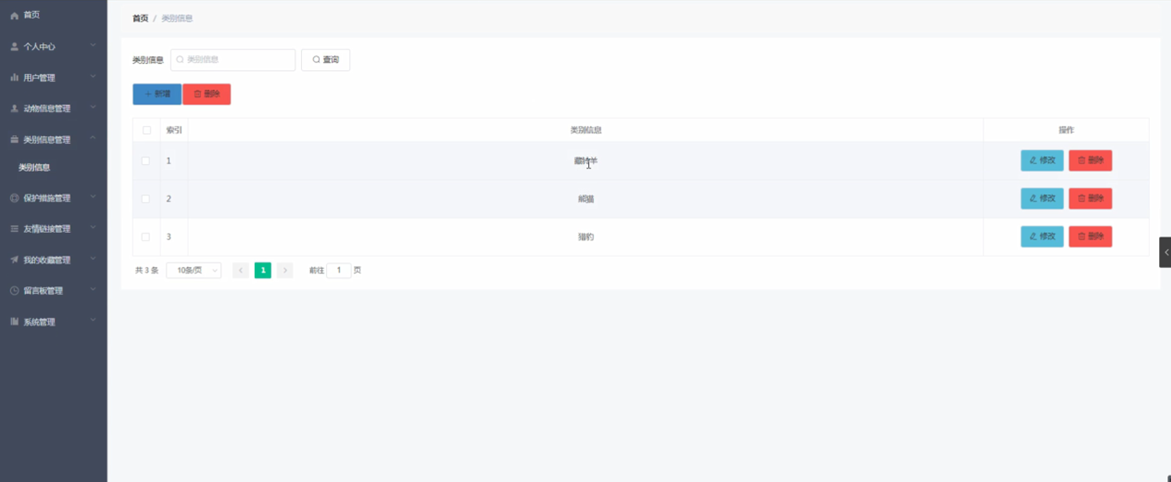 首页
个人中心
用户管理
动物信息管理
类别信息管理
类别信息
保护措施管理
友情链接管理
我的收藏管理
留言板管理
系统管理
首页 / 类别信息
类别信息 类别信息 查询
+ 新增 删除
索引 类别信息 操作
1 藏羚羊 修改 删除
2 熊猫 修改 删除
3 猎豹 修改 删除
共 3 条 10条/页 < 1 > 前往 1 页